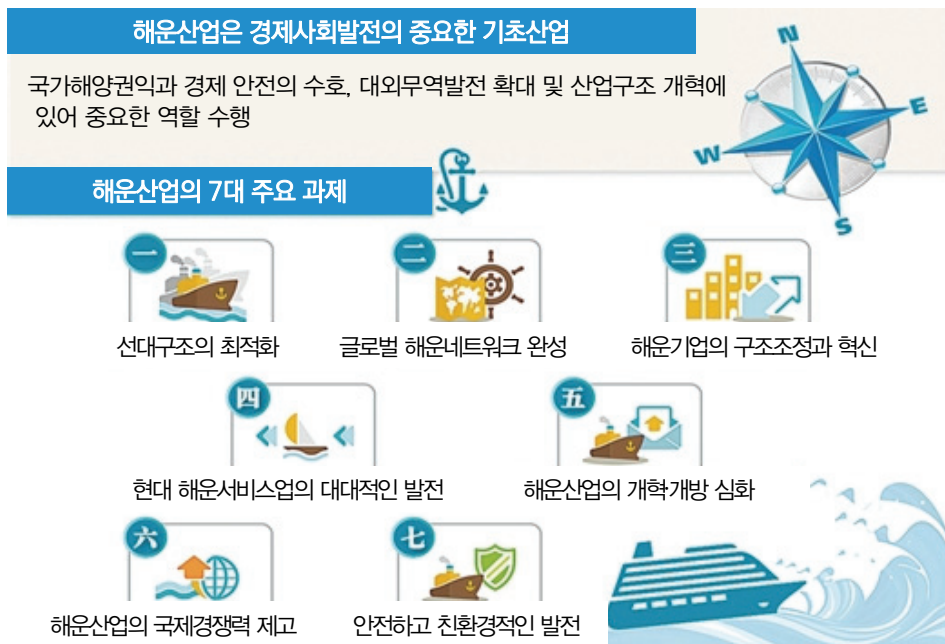 해운산업은 경제사회발전의 중요한 기초산업
국가해양권익과 경제 안전의 수호, 대외무역발전 확대 및 산업구조 개혁에
있어 중요한 역할 수행
N
E
W
S
해운산업의 7대 주요 과제
一
二
三
선대구조의 최적화
글로벌 해운네트워크 완성
해운기업의 구조조정과 혁신
四
五
현대 해운서비스업의 대대적인 발전
해운산업의 개혁·개방 심화
六
七
해운산업의 국제경쟁력 제고
안전하고 친환경적인 발전